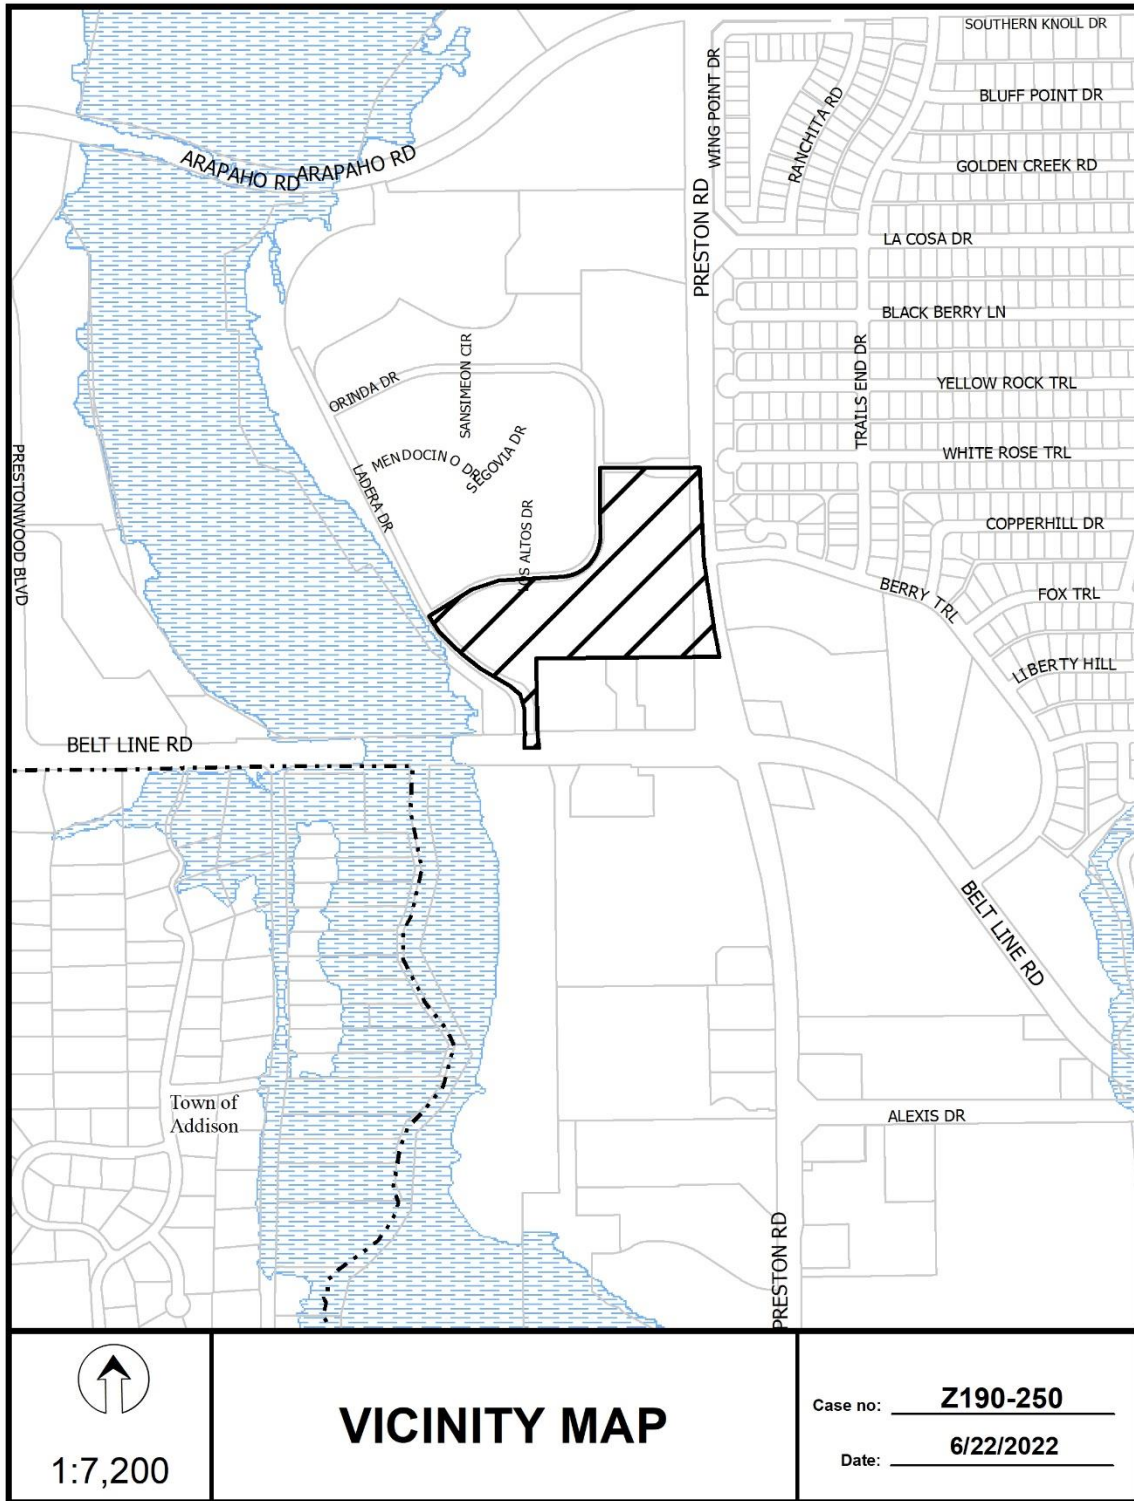 SOUTHERN KNOLL DR
WING POINT DR
BLUFF POINT DR
RANCHITA RD
ARAPAHO RD
ARAPAHO RD
GOLDEN CREEK RD
PRESTON RD
LA COSA DR
BLACK BERRY LN
SANSIMEON CIR
TRAILS END DR
ORINDA DR
YELLOW ROCK TRL
MENDOCINO DR
SEGOVIA DR
WHITE ROSE TRL
LADERA DR
PRESTONWOOD BLVD
LOS ALTOS DR
COPPERHILL DR
BERRY TRL
FOX TRL
LIBERTY HILL
BELT LINE RD
BELT LINE RD
Town of
Addison
ALEXIS DR
PRESTON RD
1:7,200
VICINITY MAP
Case no: Z190-250
Date: 6/22/2022